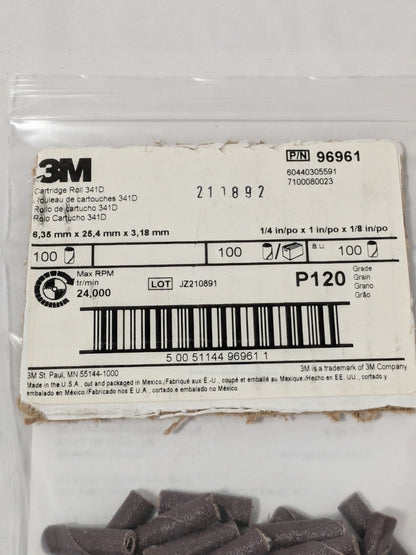 3M
P/N 96961
60440305591
7100080023
Cartridge Roll 341D
Rouleau de cartouches 341D
Rollo de cartucho 341D
Rolo Cartucho 341D
210892
6,35 mm x 25,4 mm x 3,18 mm
1/4 in/po x 1 in/po x 1/8 in/po
100
100 /
B.U. 100
Max RPM
tr/min
24,000
LOT JZ210891
P120
Grade
Grain
Grano
Grão
5 00 51144 96961 1
3M St. Paul, MN 55144-1000
3M is a trademark of 3M Company
Made in the U.S.A., cut and packaged in Mexico./Fabriqué aux É.-U., coupé et emballé au Mexique./Hecho en EE. UU., cortado y
embalado en México./Fabricado nos E.U.A., cortado e embalado no México.